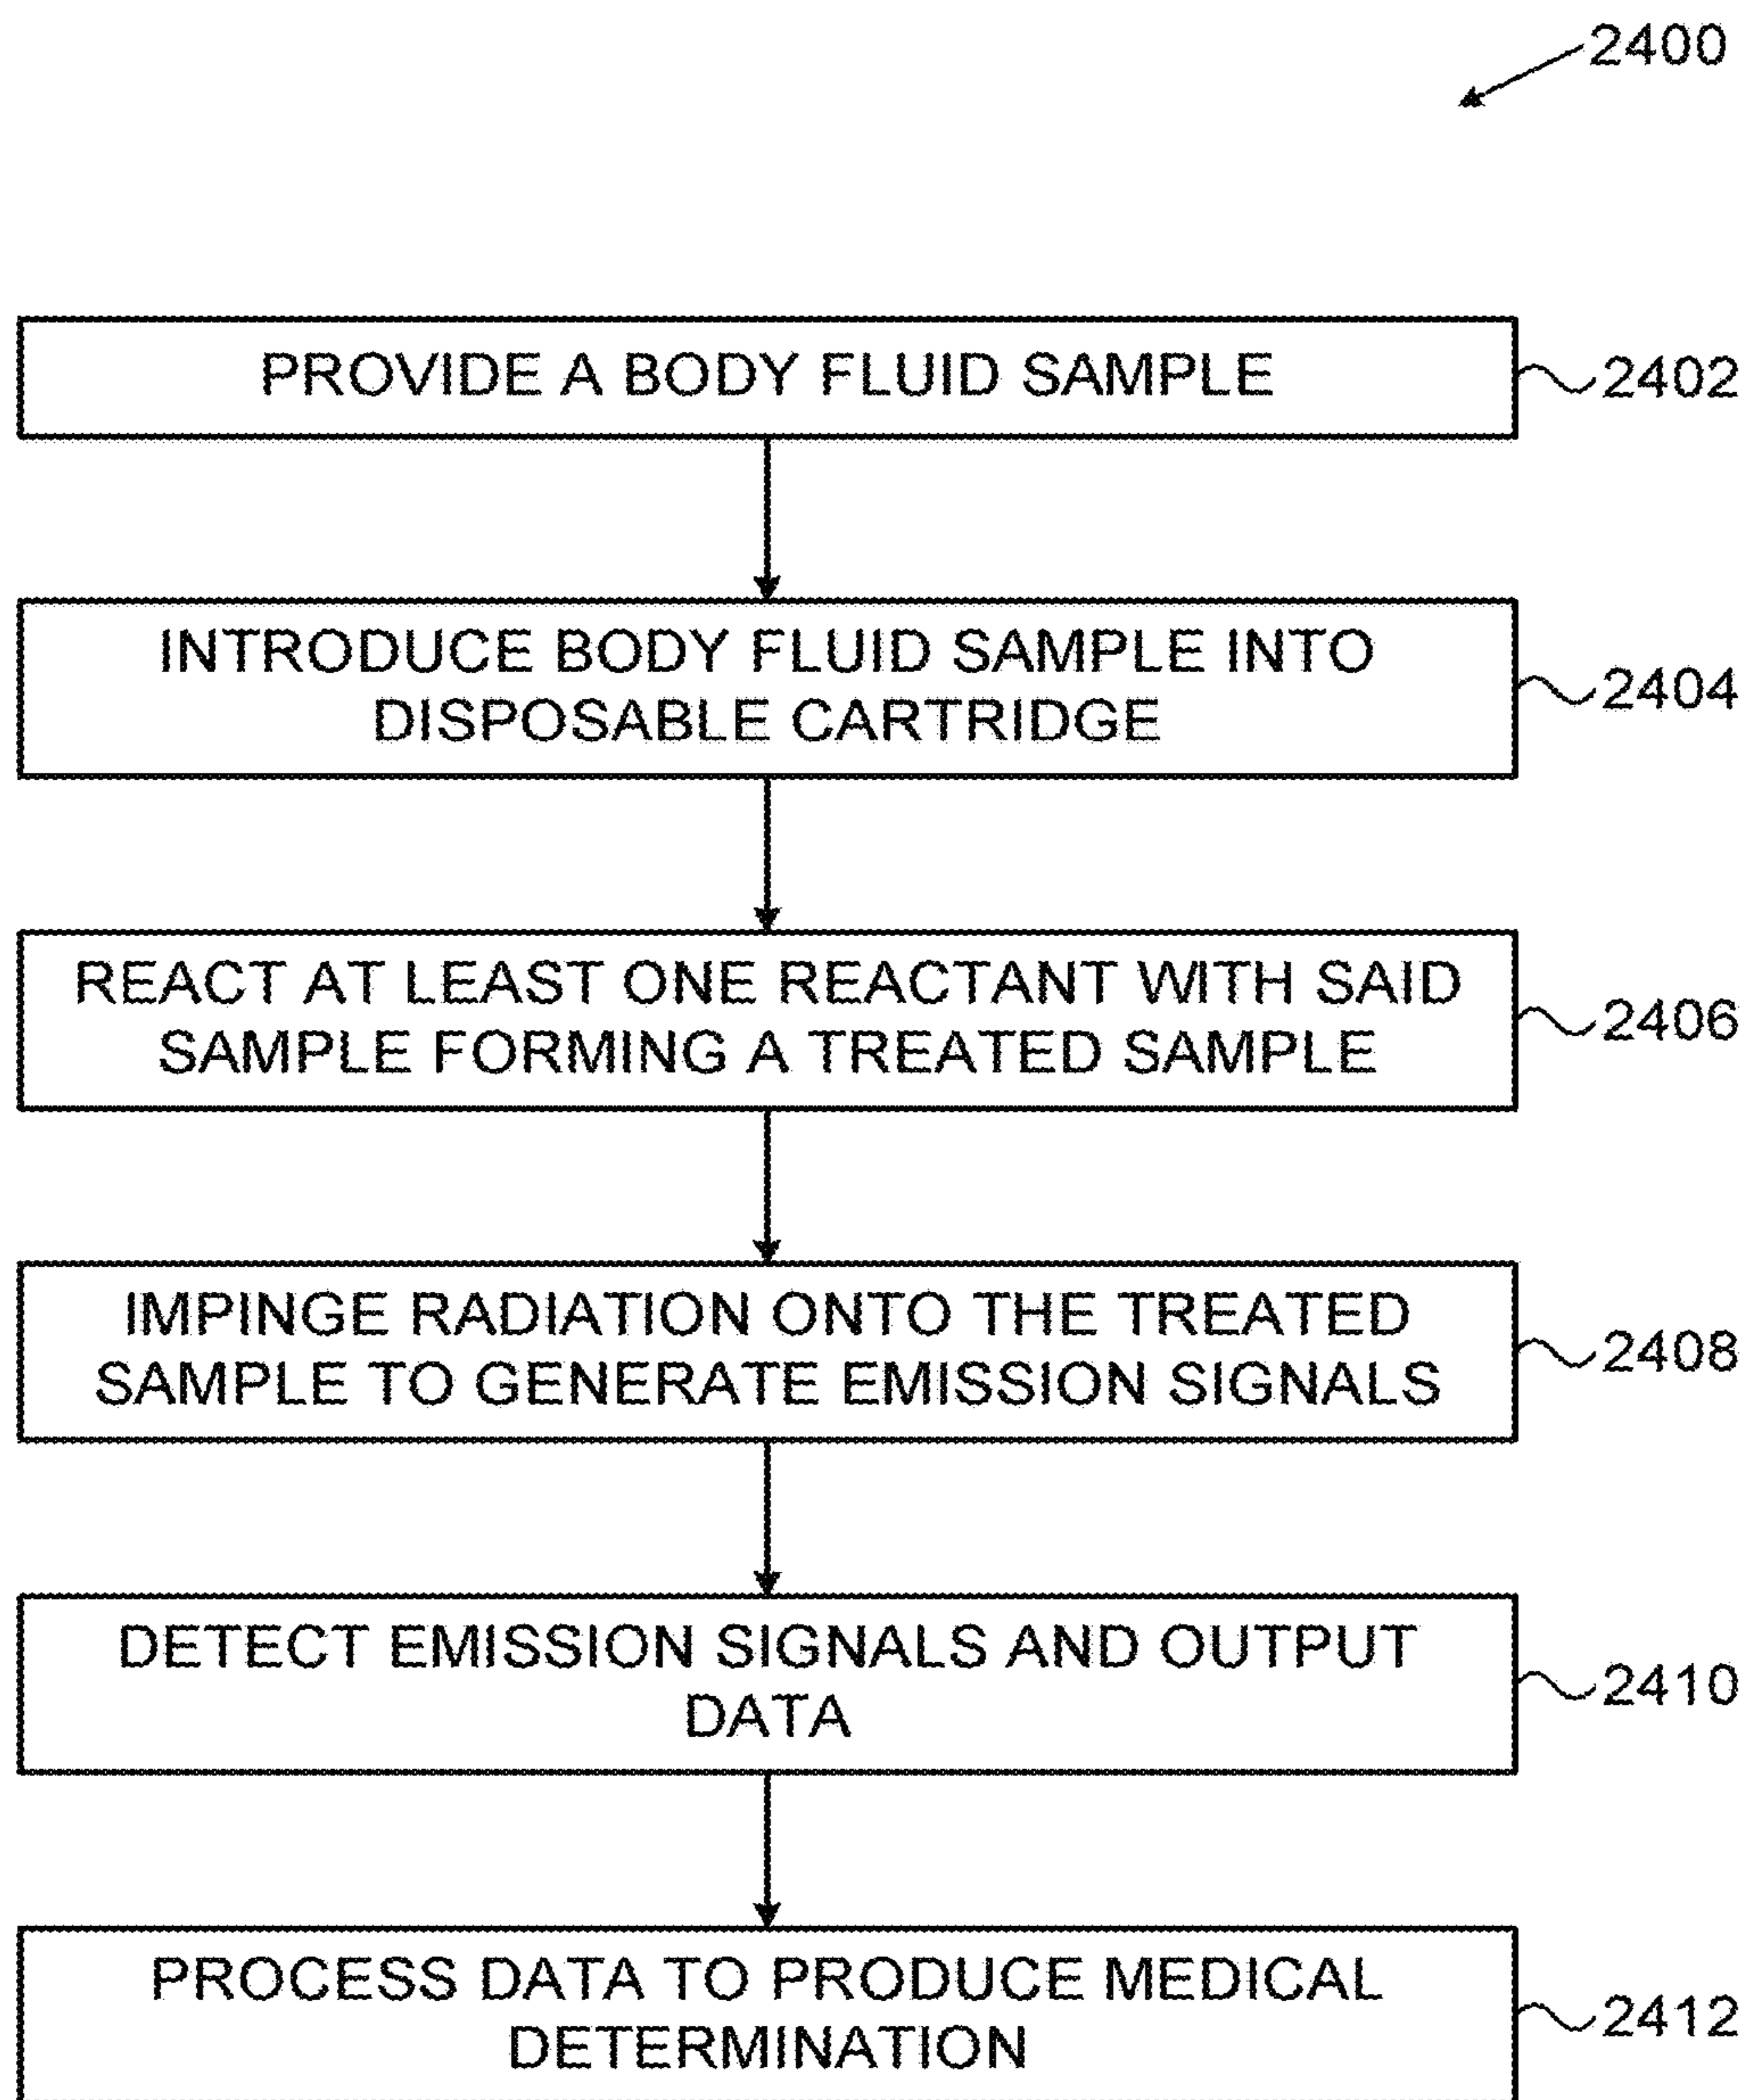 2400
PROVIDE A BODY FLUID SAMPLE
2402
INTRODUCE BODY FLUID SAMPLE INTO
DISPOSABLE CARTRIDGE
2404
REACT AT LEAST ONE REACTANT WITH SAID
SAMPLE FORMING A TREATED SAMPLE
2406
IMPINGE RADIATION ONTO THE TREATED
SAMPLE TO GENERATE EMISSION SIGNALS
2408
DETECT EMISSION SIGNALS AND OUTPUT
DATA
2410
PROCESS DATA TO PRODUCE MEDICAL
DETERMINATION
2412